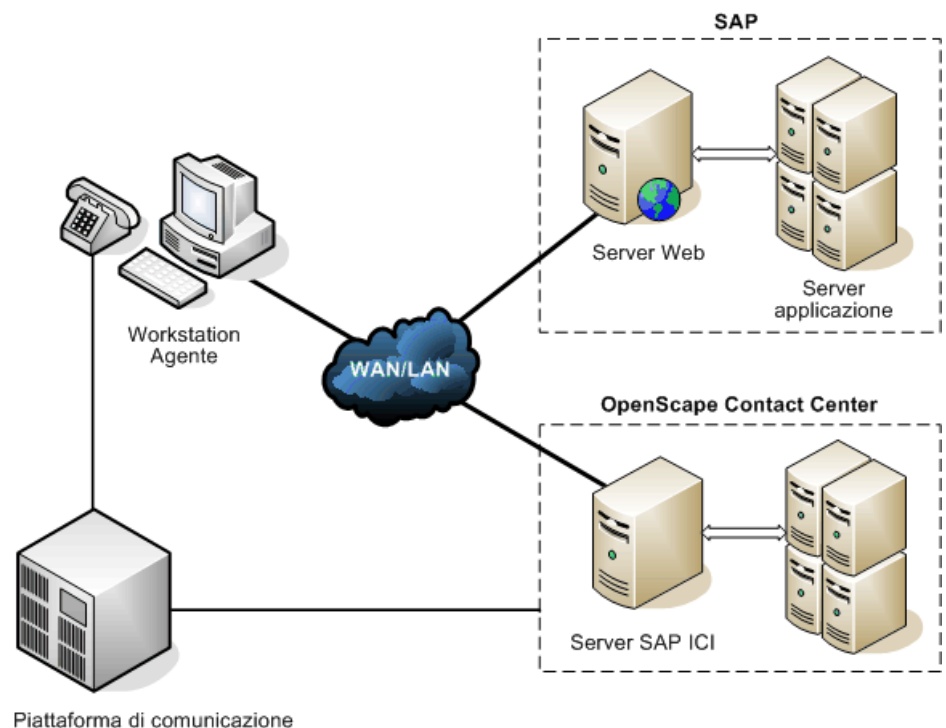 SAP
Server Web
Server
applicazione
Workstation
Agente
WAN/LAN
OpenScape Contact Center
Server SAP ICI
Piattaforma di comunicazione